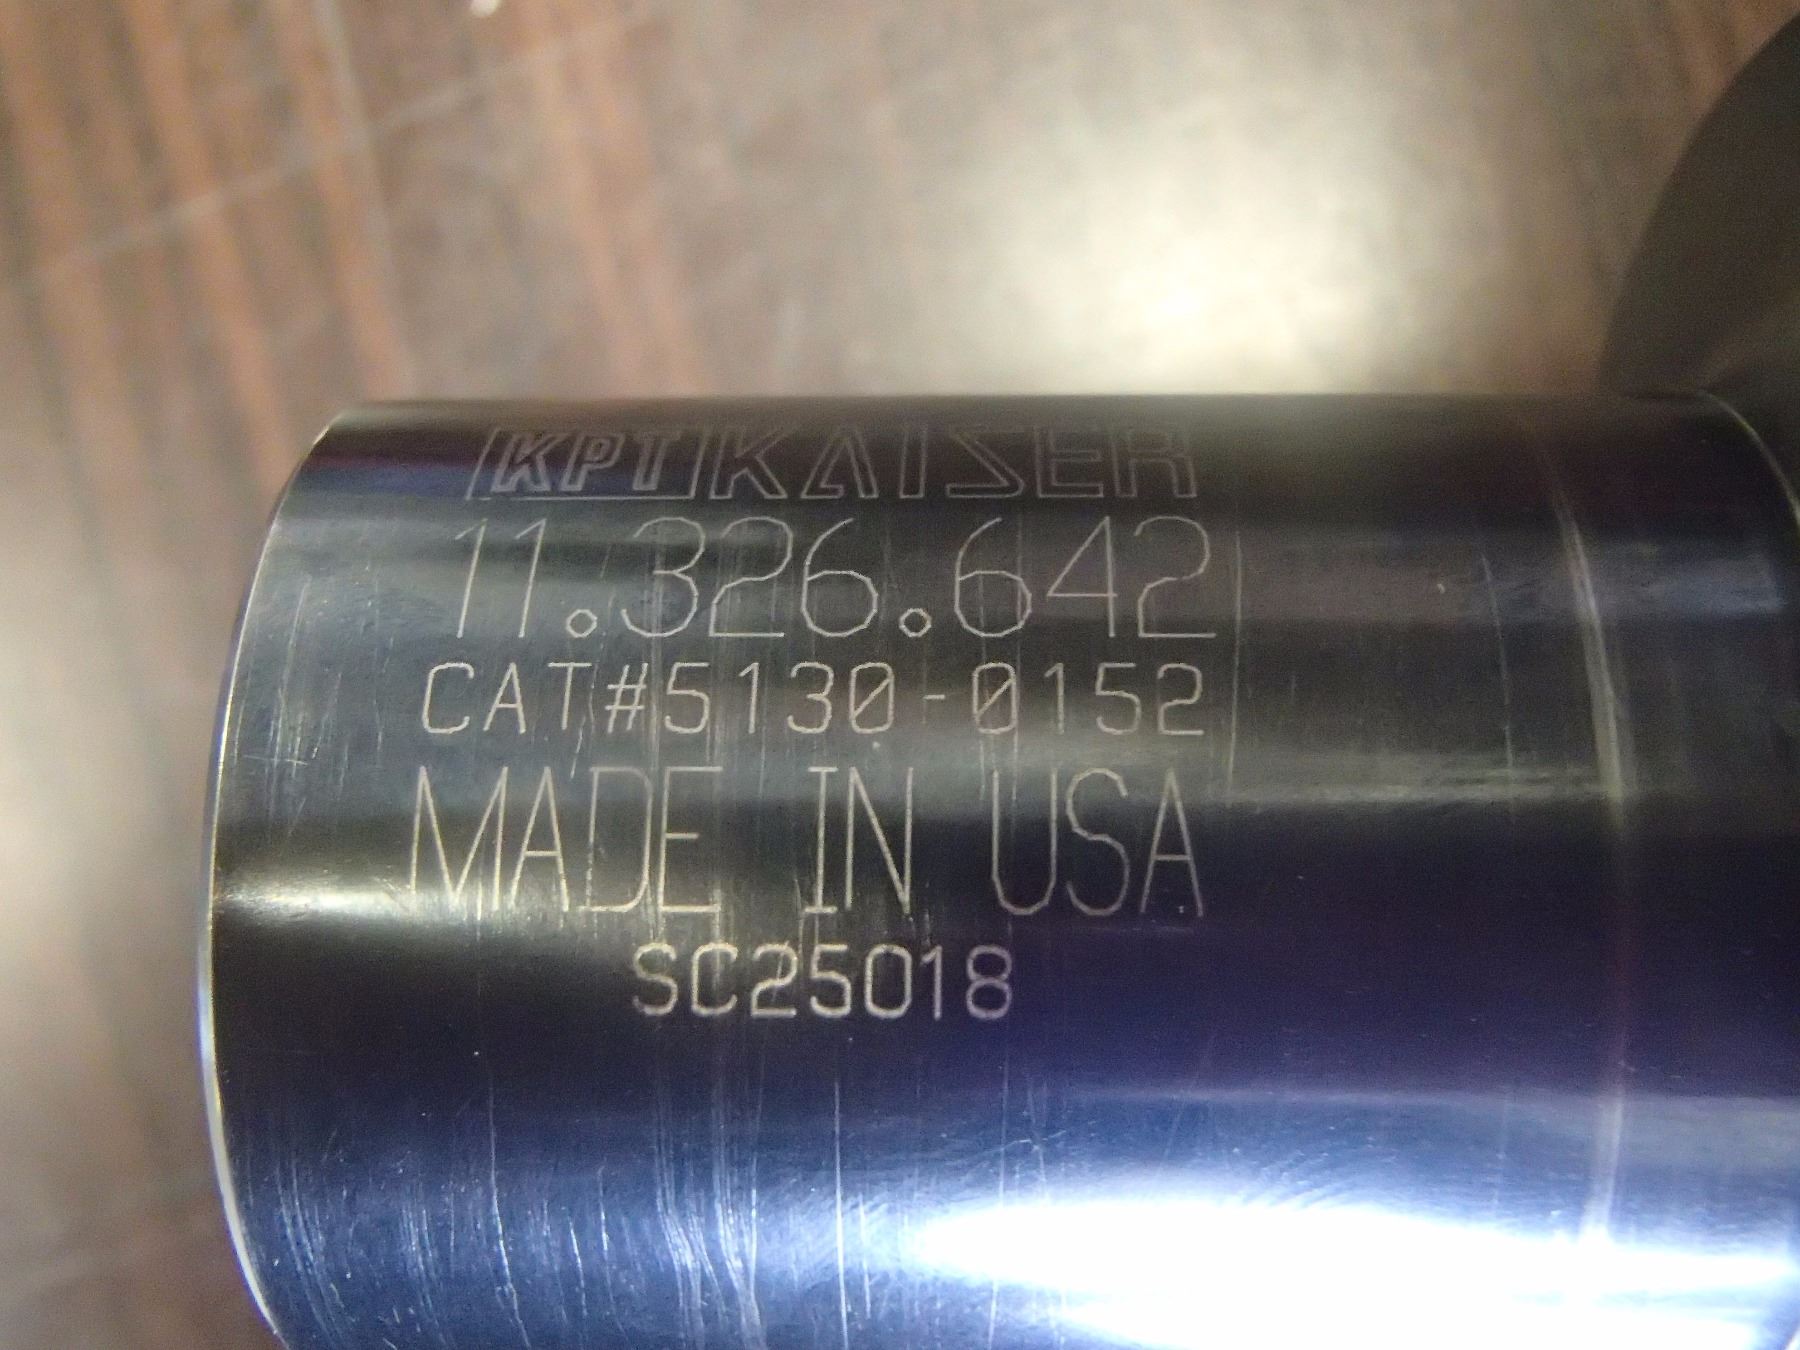 KPT KAISER
11.326.642
CAT#5130-0152
MADE IN USA
SC25018